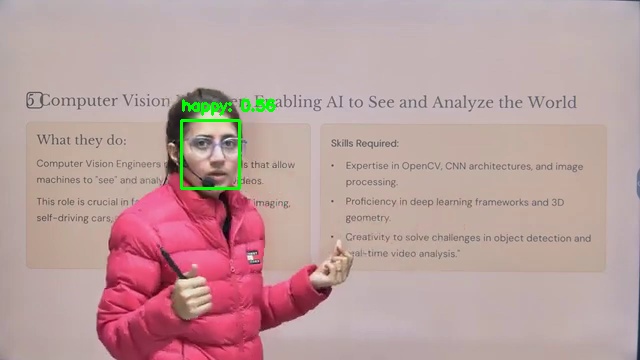 happy: 0.56
5 Computer Vision Enabling AI to See and Analyze the World
What they do:
Computer Vision Engineers that allow
machines to "see" and
This role is crucial in imaging,
self-driving cars,
Skills Required:
• Expertise in OpenCV, CNN architectures, and image
processing.
• Proficiency in deep learning frameworks and 3D
geometry.
• Creativity to solve challenges in object detection and
real-time video analysis."